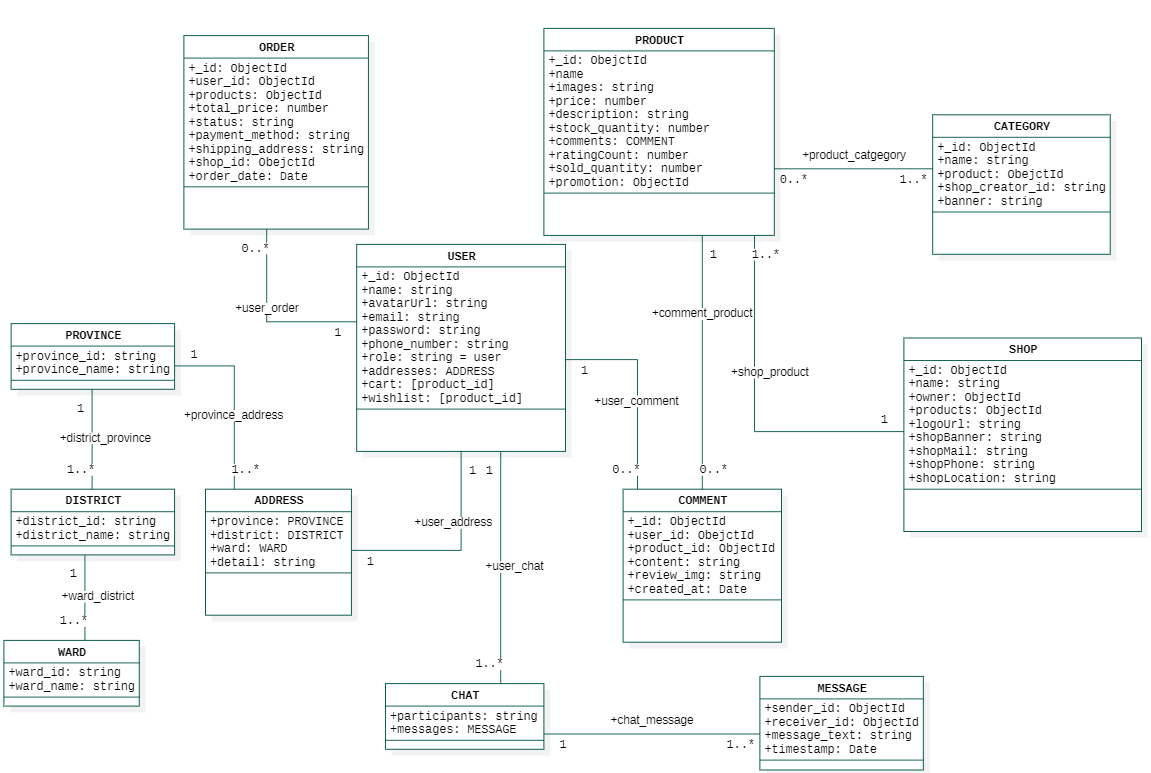 ORDER
+_id: ObjectId
+user_id: ObjectId
+products: ObjectId
+total_price: number
+status: string
+payment_method: string
+shipping_address: string
+shop_id: ObejctId
+order_date: Date
PRODUCT
+_id: ObejctId
+name
+images: string
+price: number
+description: string
+stock_quantity: number
+comments: COMMENT
+ratingCount: number
+sold_quantity: number
+promotion: ObjectId
CATEGORY
+_id: ObjectId
+name: string
+product: ObejctId
+shop_creator_id: string
+banner: string
+product_catgegory
0..*
1..*
0..*
+user_order
1
USER
+_id: ObjectId
+name: string
+avatarUrl: string
+email: string
+password: string
+phone_number: string
+role: string = user
+addresses: ADDRESS
+cart: [product_id]
+wishlist: [product_id]
1
+comment_product
0..*
1..*
+shop_product
1
SHOP
+_id: ObjectId
+name: string
+owner: ObjectId
+products: ObjectId
+logoUrl: string
+shopBanner: string
+shopMail: string
+shopPhone: string
+shopLocation: string
PROVINCE
+province_id: string
+province_name: string
1
+province_address
1..*
1
+district_province
1..*
1
+user_comment
0..*
DISTRICT
+district_id: string
+district_name: string
ADDRESS
+province: PROVINCE
+district: DISTRICT
+ward: WARD
+detail: string
1
+user_address
1
1
+user_chat
1..*
COMMENT
+_id: ObjectId
+user_id: ObejctId
+product_id: ObjectId
+content: string
+review_img: string
+created_at: Date
1
+ward_district
1..*
WARD
+ward_id: string
+ward_name: string
CHAT
+participants: string
+messages: MESSAGE
+chat_message
1
1..*
MESSAGE
+sender_id: ObjectId
+receiver_id: ObjectId
+message_text: string
+timestamp: Date